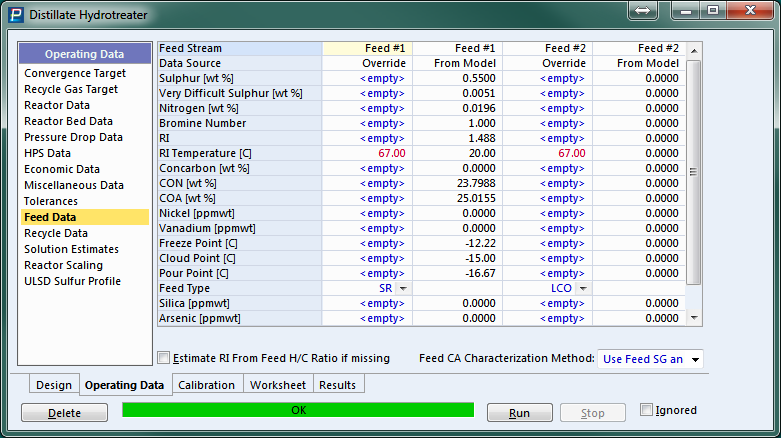 Distillate Hydrotreater
Operating Data
Convergence Target
Recycle Gas Target
Reactor Data
Reactor Bed Data
Pressure Drop Data
HPS Data
Economic Data
Miscellaneous Data
Tolerances
Feed Data
Recycle Data
Solution Estimates
Reactor Scaling
ULSD Sulfur Profile
Feed Stream Feed #1 Feed #1 Feed #2 Feed #2
Data Source Override From Model Override From Model
Sulphur [wt %] <empty> 0.5500 <empty> 0.0000
Very Difficult Sulphur [wt %] <empty> 0.0051 <empty> 0.0000
Nitrogen [wt %] <empty> 0.0196 <empty> 0.0000
Bromine Number <empty> 1.000 <empty> 0.0000
RI <empty> 1.488 <empty> 0.0000
RI Temperature [C] 67.00 20.00 67.00 0.0000
Concarbon [wt %] <empty> 0.0000 <empty> 0.0000
CON [wt %] <empty> 23.7988 <empty> 0.0000
COA [wt %] <empty> 25.0155 <empty> 0.0000
Nickel [ppmwt] <empty> 0.0000 <empty> 0.0000
Vanadium [ppmwt] <empty> 0.0000 <empty> 0.0000
Freeze Point [C] <empty> -12.22 <empty> 0.0000
Cloud Point [C] <empty> -15.00 <empty> 0.0000
Pour Point [C] <empty> -16.67 <empty> 0.0000
Feed Type SR LCO
Silica [ppmwt] <empty> 0.0000 <empty> 0.0000
Arsenic [ppmwt] <empty> 0.0000 <empty> 0.0000
Estimate RI From Feed H/C Ratio if missing Feed CA Characterization Method: Use Feed SG an
Design Operating Data Calibration Worksheet Results
Delete OK Run Stop Ignored